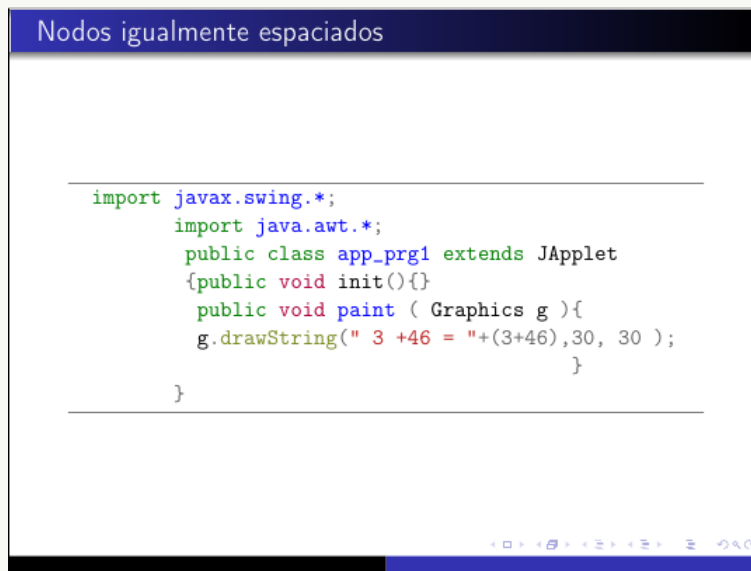 Nodos igualmente espaciados
import javax.swing.*;
import java.awt.*;
public class app_prg1 extends JApplet
{public void init(){}
public void paint ( Graphics g ){
g.drawString(" 3 +46 = "+(3+46),30, 30 );
}
}